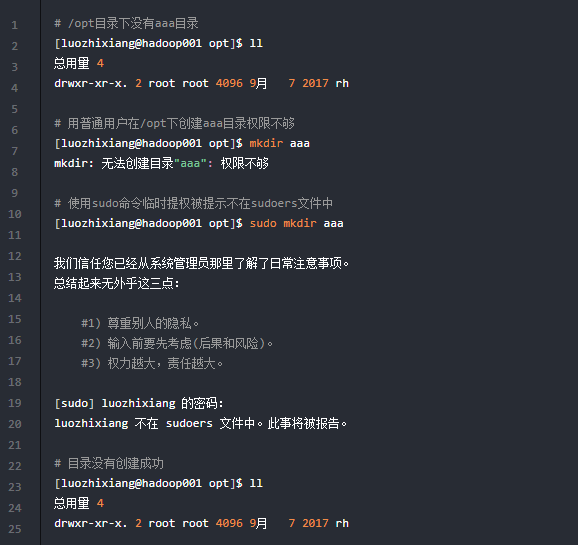 1 # /opt目录下没有aaa目录
2 [luozhixiang@hadoop001 opt]$ ll
3 总用量 4
4 drwxr-xr-x. 2 root root 4096 9月   7 2017 rh
5
6 # 用普通用户在/opt下创建aaa目录权限不够
7 [luozhixiang@hadoop001 opt]$ mkdir aaa
8 mkdir: 无法创建目录"aaa": 权限不够
9
10 # 使用sudo命令临时提权被提示不在sudoers文件中
11 [luozhixiang@hadoop001 opt]$ sudo mkdir aaa
12
13 我们信任您已经从系统管理员那里了解了日常注意事项。
14 总结起来无外乎这三点:
15
16     #1) 尊重别人的隐私。
17     #2) 输入前要先考虑(后果和风险)。
18     #3) 权力越大，责任越大。
19
20 [sudo] luozhixiang 的密码:
21 luozhixiang 不在 sudoers 文件中。此事将被报告。
22
23 # 目录没有创建成功
24 [luozhixiang@hadoop001 opt]$ ll
25 总用量 4
drwxr-xr-x. 2 root root 4096 9月   7 2017 rh